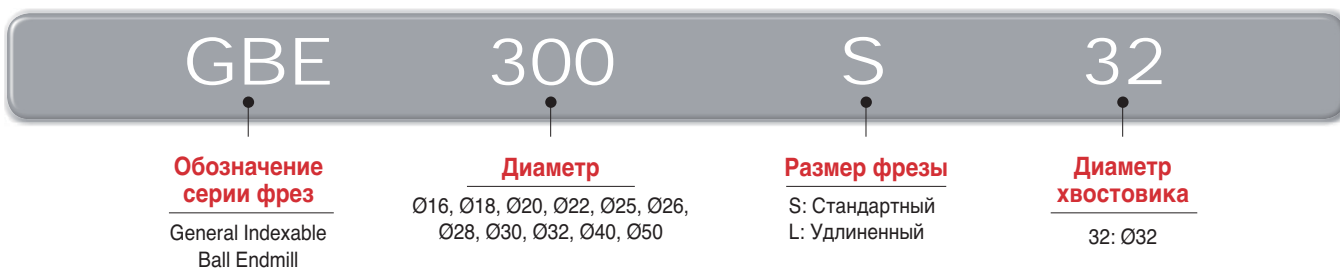 GBE 300 S 32
Обозначение
серии фрез
General Indexable
Ball Endmill
Диаметр
Ø16, Ø18, Ø20, Ø22, Ø25, Ø26,
Ø28, Ø30, Ø32, Ø40, Ø50
Размер фрезы
S: Стандартный
L: Удлиненный
Диаметр
хвостовика
32: Ø32